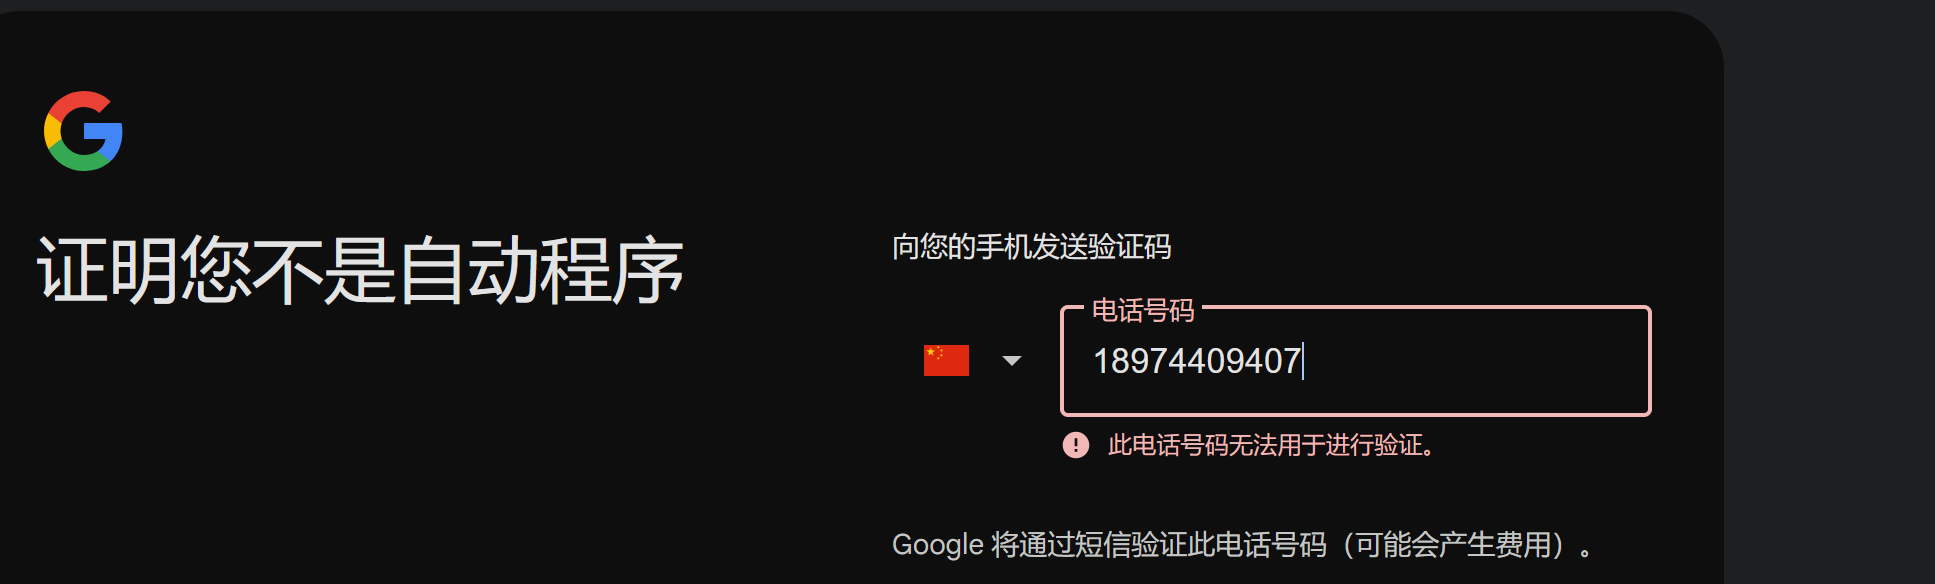 证明您不是自动程序
向您的手机发送验证码
电话号码
18974409407
此电话号码无法用于进行验证。
Google 将通过短信验证此电话号码（可能会产生费用）。